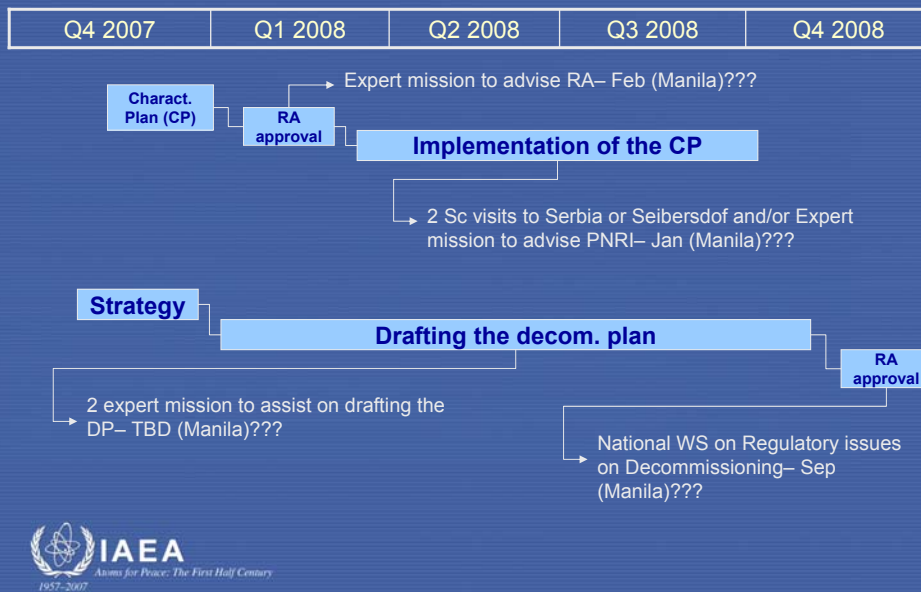 Q4 2007 Q1 2008 Q2 2008 Q3 2008 Q4 2008
Expert mission to advise RA– Feb (Manila)???
Charact.
Plan (CP)
RA
approval
Implementation of the CP
2 Sc visits to Serbia or Seibersdof and/or Expert
mission to advise PNRI– Jan (Manila)???
Strategy
Drafting the decom. plan
RA
approval
2 expert mission to assist on drafting the
DP– TBD (Manila)???
National WS on Regulatory issues
on Decommissioning– Sep
(Manila)???
IAEA
Atoms for Peace: The First Half Century
1957–2007